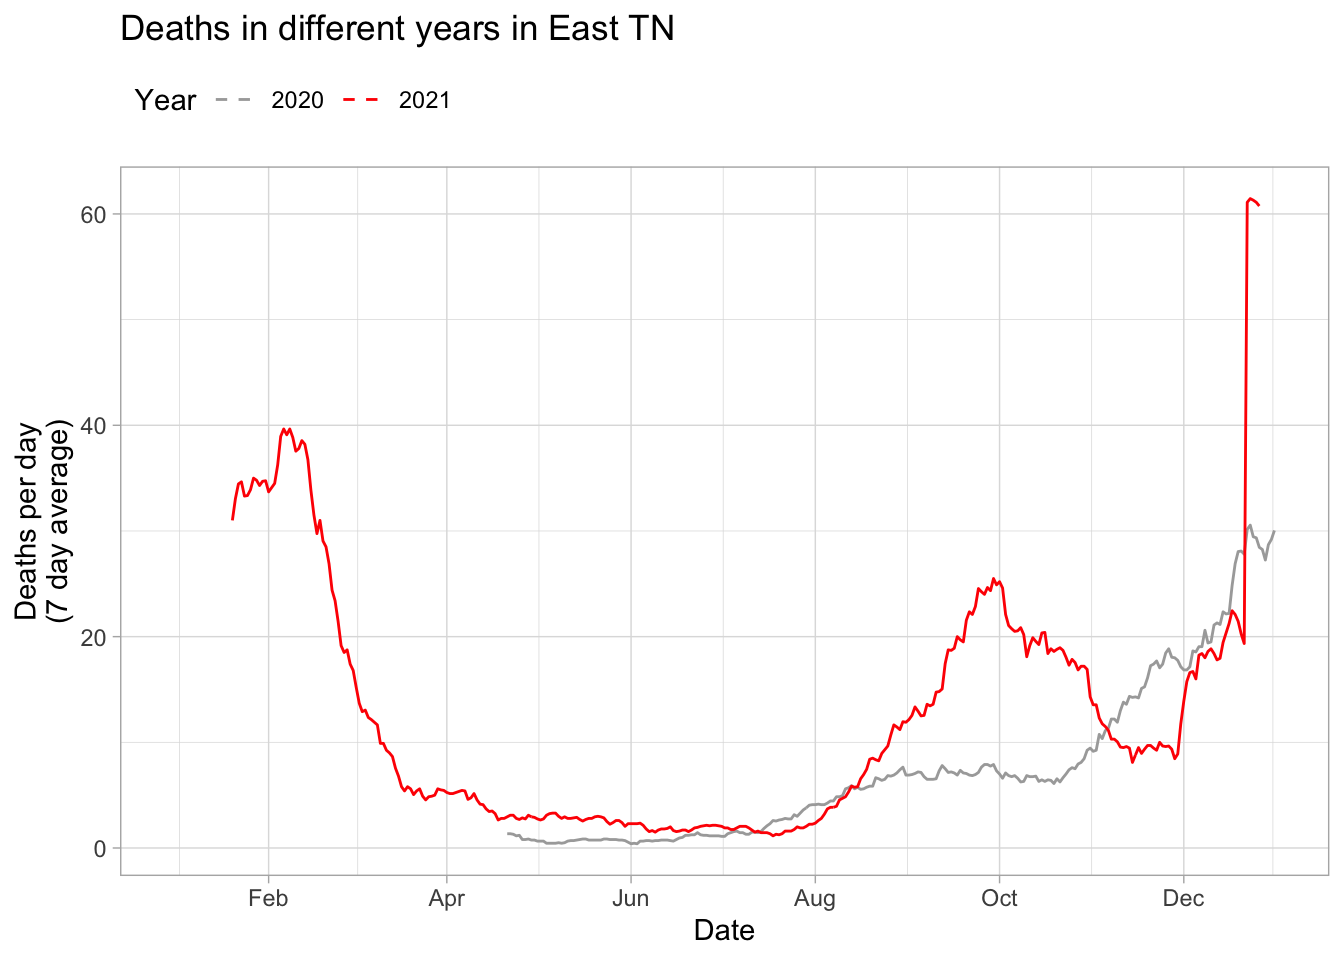 Deaths in different years in East TN
Year 2020 2021
60
40
20
0
Deaths per day
(7 day average)
Feb Apr Jun Aug Oct Dec
Date